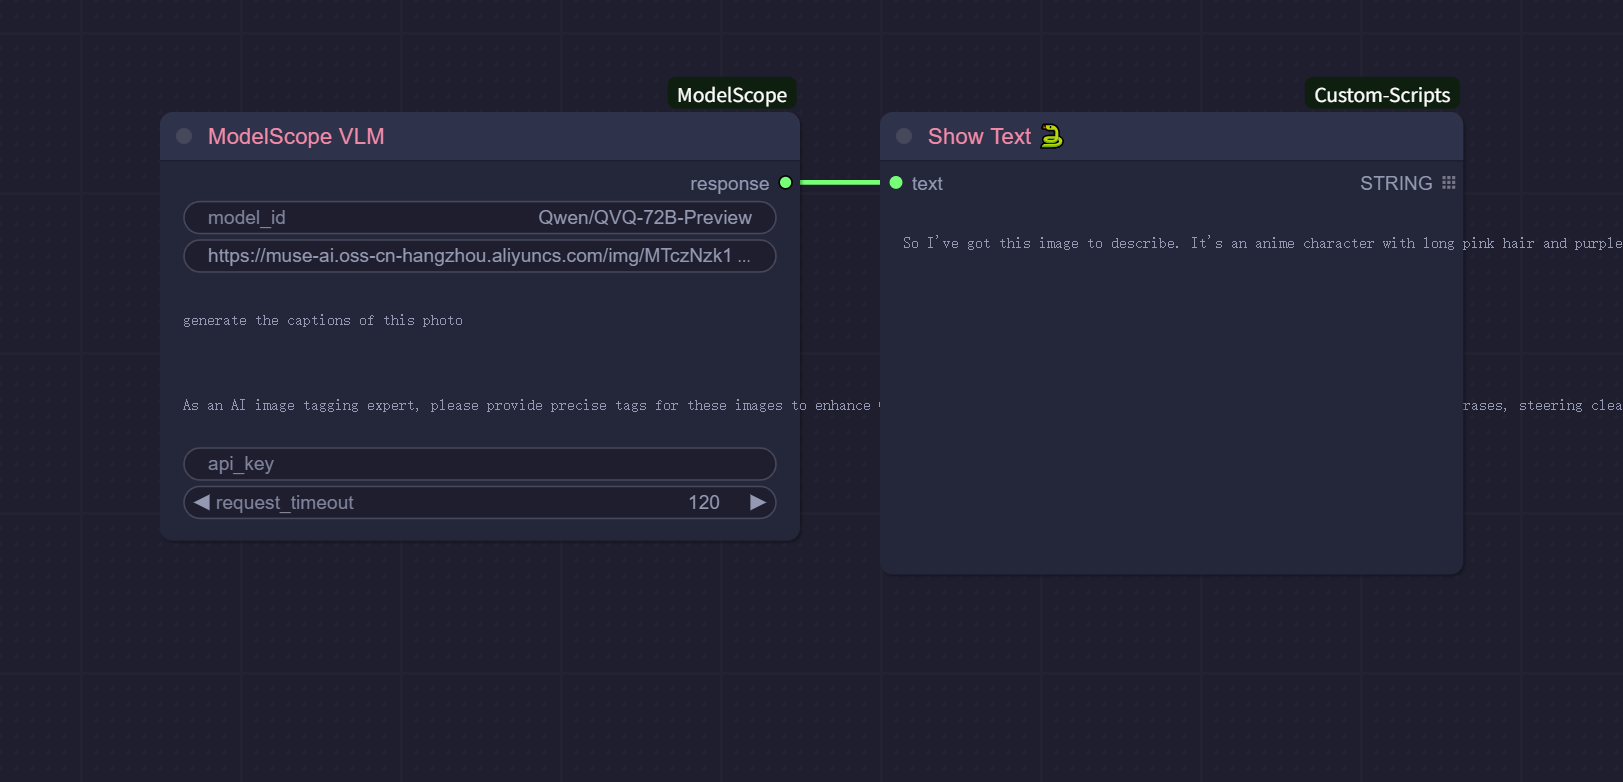 ModelScope
Custom-Scripts
ModelScope VLM
response
model_id Qwen/QVQ-72B-Preview
https://muse-ai.oss-cn-hangzhou.aliyuncs.com/img/MTczNzk1 ...
generate the captions of this photo
As an AI image tagging expert, please provide precise tags for these images to enhance
api_key
request_timeout 120
Show Text
text STRING
So I've got this image to describe. It's an anime character with long pink hair and purple
rases, steering clea